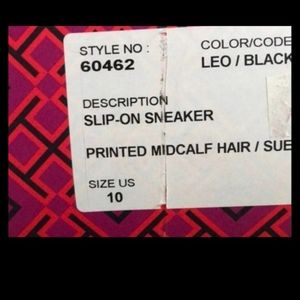 STYLE NO : COLOR/CODE
60462 LEO / BLACK
DESCRIPTION
SLIP-ON SNEAKER
PRINTED MIDCALF HAIR / SUE
SIZE US
10